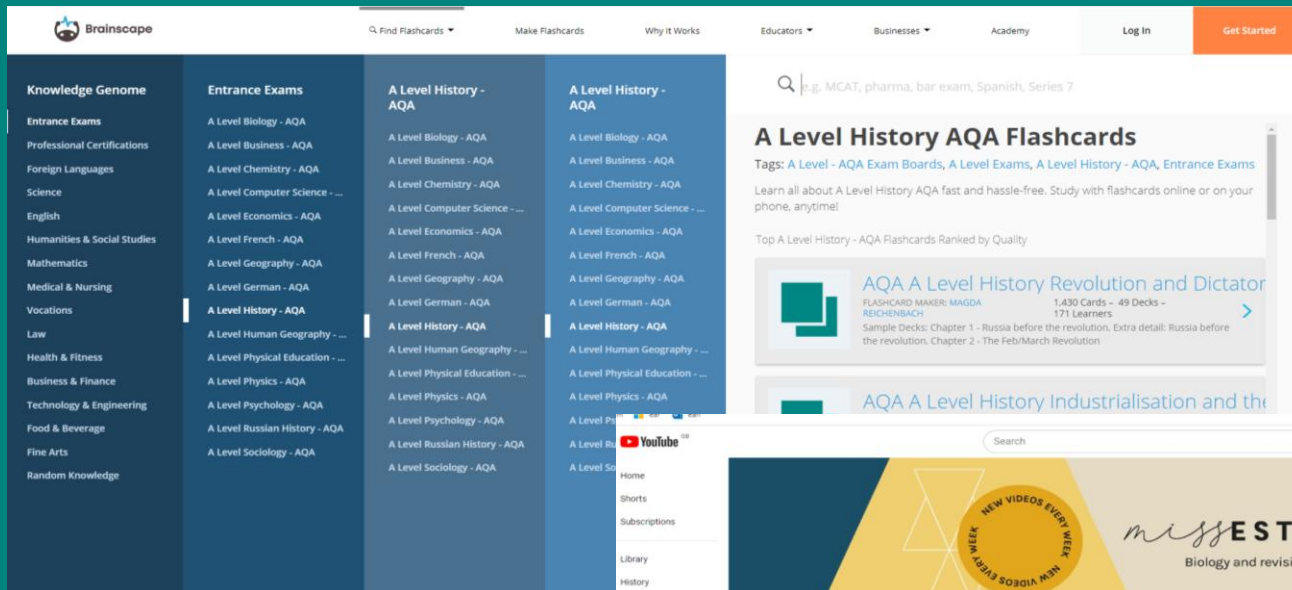 Brainscape
Find Flashcards
Make Flashcards
Why It Works
Educators
Businesses
Academy
Log In
Get Started
Knowledge Genome
Entrance Exams
Professional Certifications
Foreign Languages
Science
English
Humanities & Social Studies
Mathematics
Medical & Nursing
Vocations
Law
Health & Fitness
Business & Finance
Technology & Engineering
Food & Beverage
Fine Arts
Random Knowledge
Entrance Exams
A Level Biology - AQA
A Level Business - AQA
A Level Chemistry - AQA
A Level Computer Science - ...
A Level Economics - AQA
A Level French - AQA
A Level Geography - AQA
A Level German - AQA
A Level History - AQA
A Level Human Geography - ...
A Level Physical Education - ...
A Level Physics - AQA
A Level Psychology - AQA
A Level Russian History - AQA
A Level Sociology - AQA
A Level History -
AQA
A Level Biology - AQA
A Level Business - AQA
A Level Chemistry - AQA
A Level Computer Science - ...
A Level Economics - AQA
A Level French - AQA
A Level Geography - AQA
A Level German - AQA
A Level History - AQA
A Level Human Geography - ...
A Level Physical Education - ...
A Level Physics - AQA
A Level Psychology - AQA
A Level Russian History - AQA
A Level Sociology - AQA
A Level History -
AQA
A Level Biology - AQA
A Level Business - AQA
A Level Chemistry - AQA
A Level Computer Science - ...
A Level Economics - AQA
A Level French - AQA
A Level Geography - AQA
A Level German - AQA
A Level History - AQA
A Level Human Geography - ...
A Level Physical Education - ...
A Level Physics - AQA
A Level Ps
A Level Ru
A Level So
e.g. MCAT, pharma, bar exam, Spanish, Series 7
A Level History AQA Flashcards
Tags: A Level - AQA Exam Boards, A Level Exams, A Level History - AQA, Entrance Exams
Learn all about A Level History AQA fast and hassle-free. Study with flashcards online or on your
phone, anytime!
Top A Level History - AQA Flashcards Ranked by Quality
AQA A Level History Revolution and Dictator
FLASHCARD MAKER: MAGDA
REICHENBACH
1,430 Cards – 49 Decks –
171 Learners
Sample Decks: Chapter 1 - Russia before the revolution, Extra detail: Russia before
the revolution, Chapter 2 - The Feb/March Revolution
AQA A Level History Industrialisation and the
YouTube GB
Search
Home
Shorts
Subscriptions
Library
History
NEW VIDEOS EVERY WEEK NEW VIDEOS EVERY WEEK
miss EST
Biology and revisi